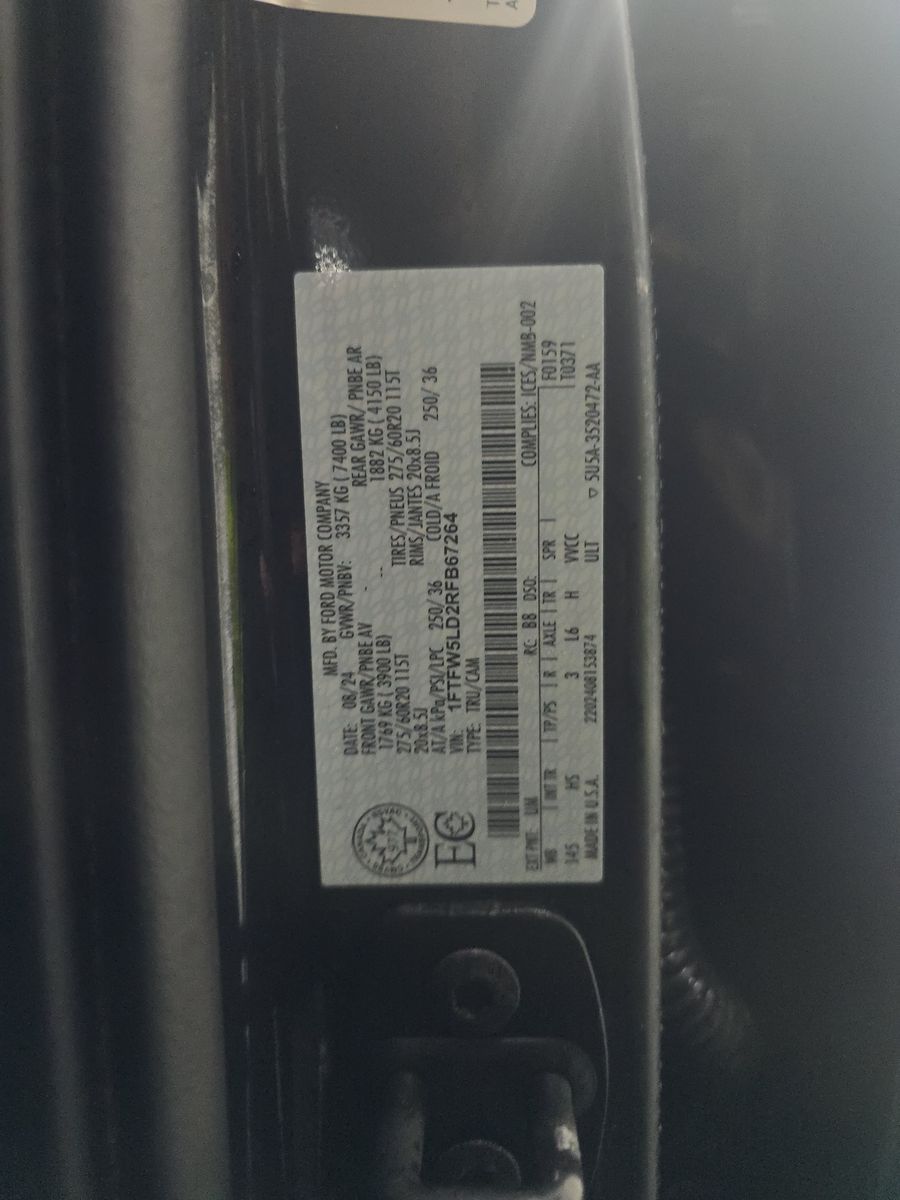 MFD. BY FORD MOTOR COMPANY
DATE: 08/24 GVWR/PNBV: 3357 KG ( 7400 LB)
FRONT GAWR/PNBE AV - REAR GAWR/ PNBE AR
1769 KG ( 3900 LB) -- 1882 KG ( 4150 LB)
275/60R20 115T TIRES/PNEUS 275/60R20 115T
20x8.5J RIMS/JANTES 20x8.5J
AT/A kPa/PSI/LPC 250/ 36 COLD/A FROID 250/ 36
VIN: 1FTFW5LD2RFB67264
TYPE: TRU/CAM
EC
EXT PNT: UM RC: B8 DSO: COMPLIES: ICES/NMB-002
WB | INT TR | TP/PS | R | AXLE | TR | SPR | F0159
145 HS 3 L6 H VVCC T0371
MADE IN U.S.A. 2202408153874 ULT ▽ 5U5A-3520472-AA